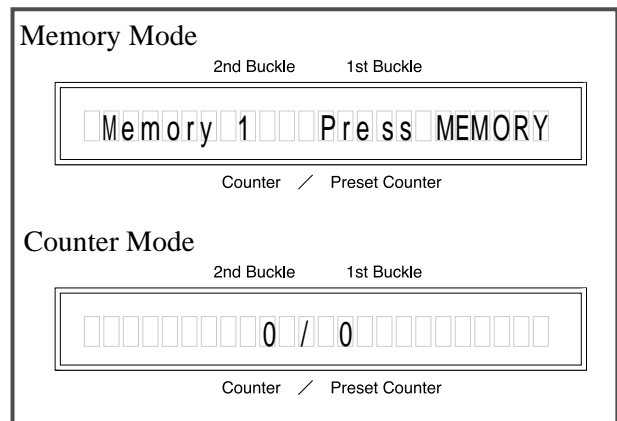 Memory Mode
2nd Buckle 1st Buckle
Memory 1 Press MEMORY
Counter / Preset Counter
Counter Mode
2nd Buckle 1st Buckle
0 / 0
Counter / Preset Counter